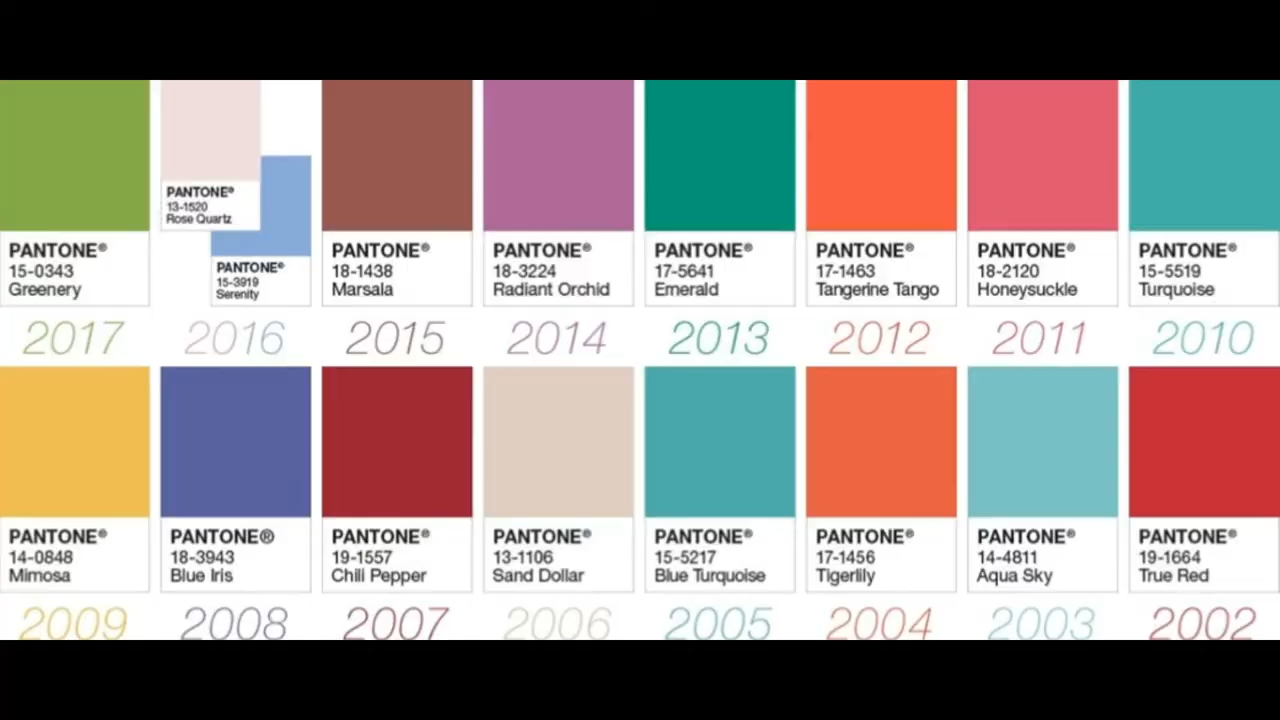 PANTONE®
15-0343
Greenery
2017
PANTONE®
13-1520
Rose Quartz
PANTONE®
15-3919
Serenity
2016
PANTONE®
18-1438
Marsala
2015
PANTONE®
18-3224
Radiant Orchid
2014
PANTONE®
17-5641
Emerald
2013
PANTONE®
17-1463
Tangerine Tango
2012
PANTONE®
18-2120
Honeysuckle
2011
PANTONE®
15-5519
Turquoise
2010
PANTONE®
14-0848
Mimosa
2009
PANTONE®
18-3943
Blue Iris
2008
PANTONE®
19-1557
Chili Pepper
2007
PANTONE®
13-1106
Sand Dollar
2006
PANTONE®
15-5217
Blue Turquoise
2005
PANTONE®
17-1456
Tigerlily
2004
PANTONE®
14-4811
Aqua Sky
2003
PANTONE®
19-1664
True Red
2002